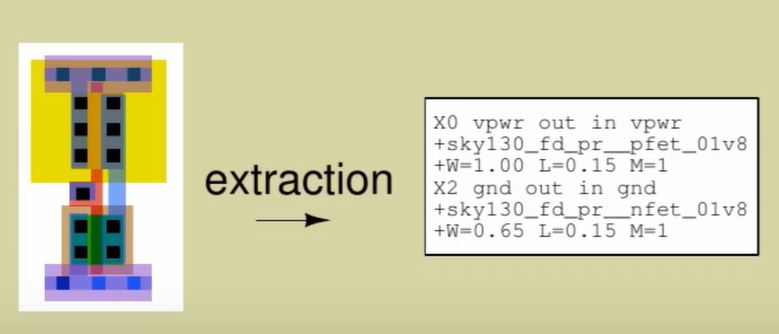 extraction
X0 vpwr out in vpwr
+sky130_fd_pr__pfet_01v8
+W=1.00 L=0.15 M=1
X2 gnd out in gnd
+sky130_fd_pr__nfet_01v8
+W=0.65 L=0.15 M=1